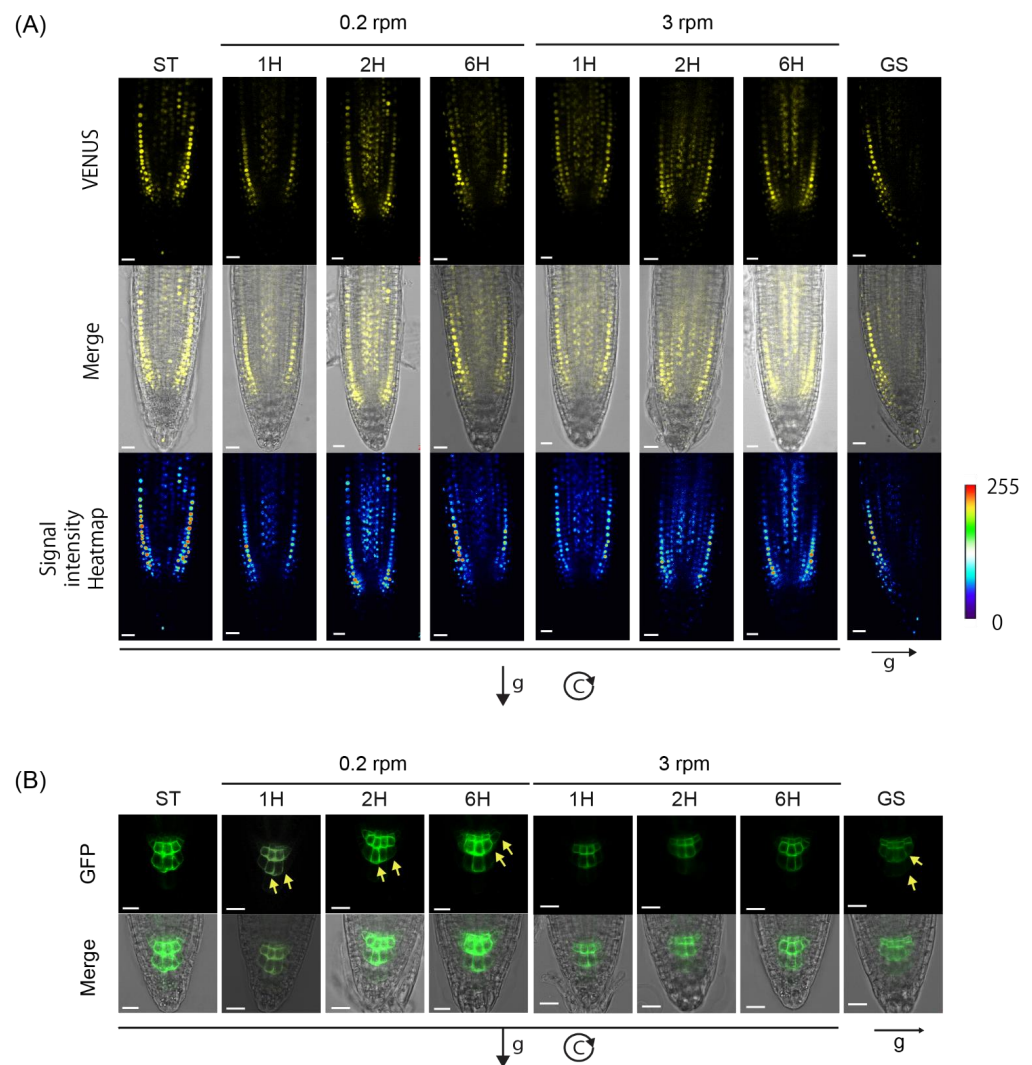 (A)
0.2 rpm 3 rpm
ST 1H 2H 6H 1H 2H 6H GS
VENUS
Merge
Signal
intensity
Heatmap
255
0
g
g C
(B)
0.2 rpm 3 rpm
ST 1H 2H 6H 1H 2H 6H GS
GFP
Merge
g C
g